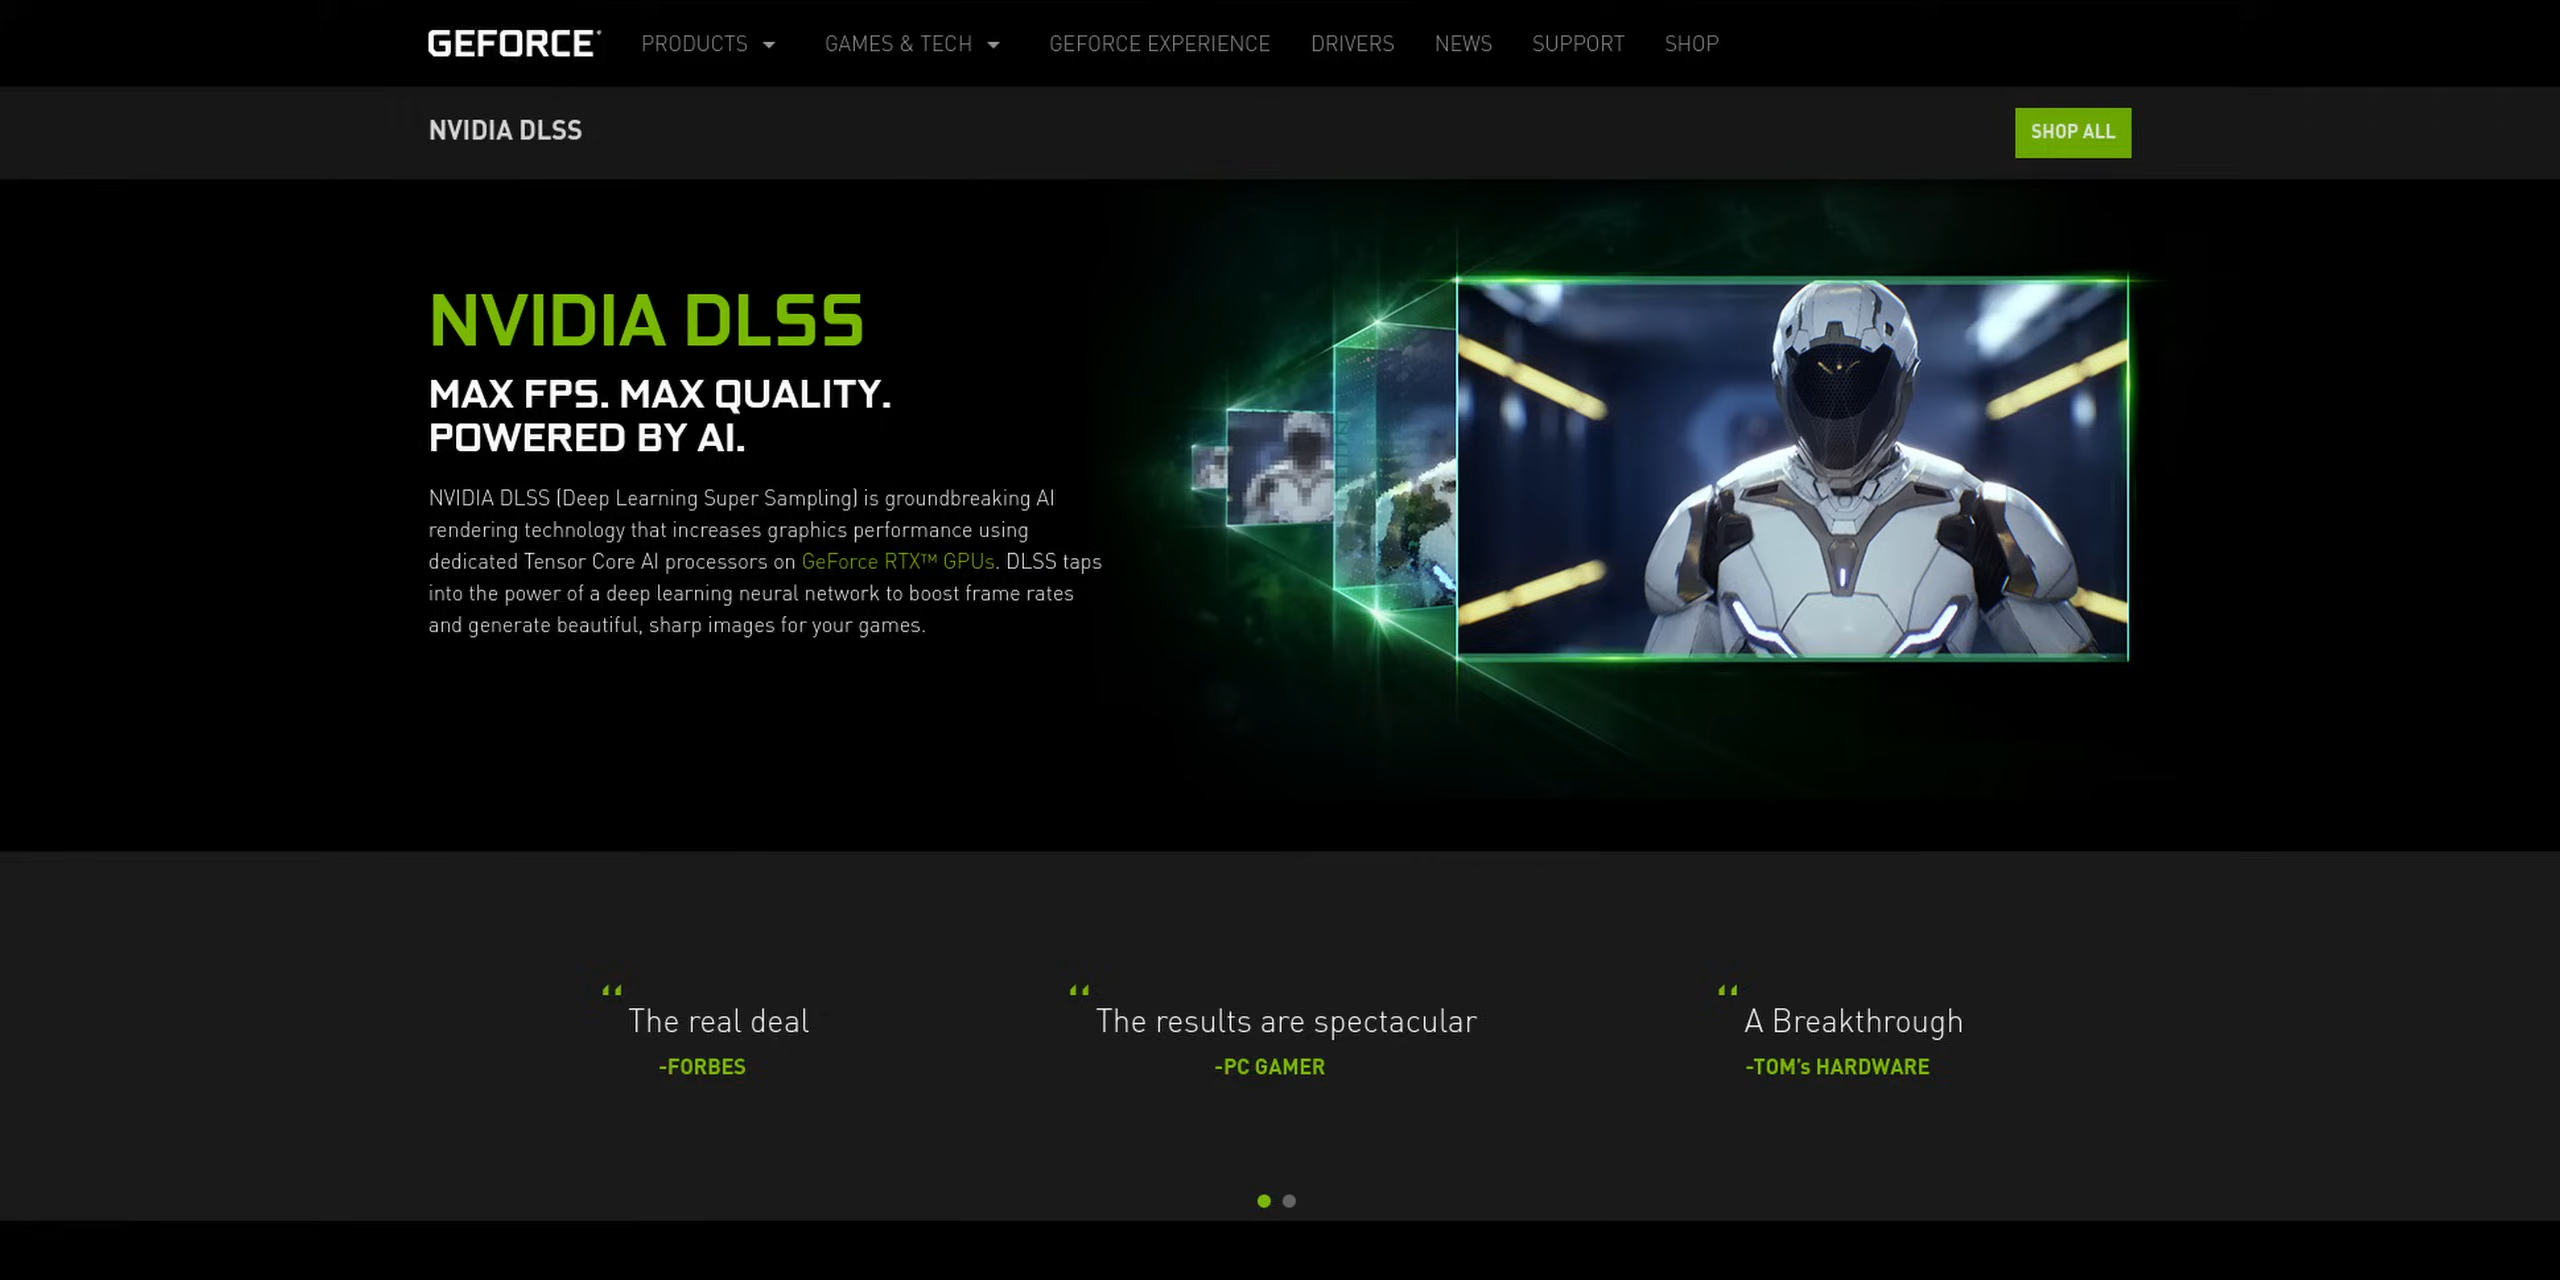 GEFORCE
PRODUCTS
GAMES & TECH
GEFORCE EXPERIENCE
DRIVERS
NEWS
SUPPORT
SHOP
NVIDIA DLSS
SHOP ALL
NVIDIA DLSS
MAX FPS. MAX QUALITY.
POWERED BY AI.
NVIDIA DLSS (Deep Learning Super Sampling) is groundbreaking AI
rendering technology that increases graphics performance using
dedicated Tensor Core AI processors on GeForce RTX™ GPUs. DLSS taps
into the power of a deep learning neural network to boost frame rates
and generate beautiful, sharp images for your games.
“The real deal
-FORBES
“The results are spectacular
-PC GAMER
“A Breakthrough
-TOM’s HARDWARE